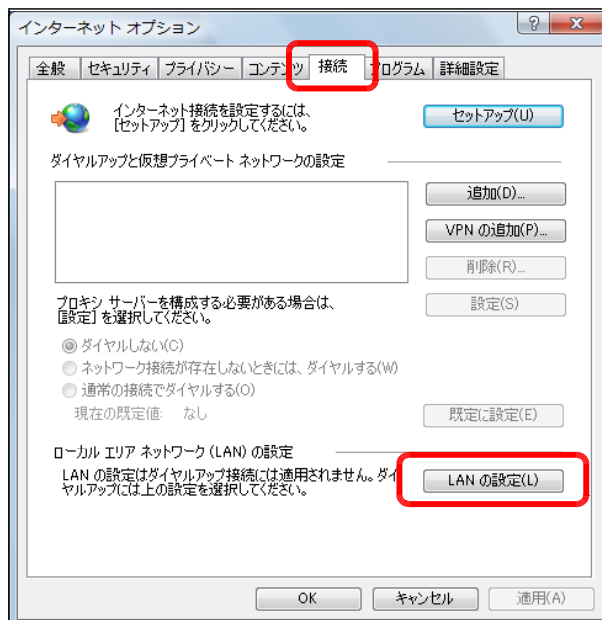 インターネット オプション
?
全般 セキュリティ プライバシー コンテンツ 接続 プログラム 詳細設定
インターネット接続を設定するには、
[セットアップ] をクリックしてください。
セットアップ(U)
ダイヤルアップと仮想プライベート ネットワークの設定
追加(D)...
VPN の追加(P)...
削除(R)...
プロキシ サーバーを構成する必要がある場合は、
[設定] を選択してください。
設定(S)
ダイヤルしない(C)
ネットワーク接続が存在しないときには、ダイヤルする(W)
通常の接続でダイヤルする(O)
現在の既定値: なし
既定に設定(E)
ローカル エリア ネットワーク (LAN) の設定
LAN の設定はダイヤルアップ接続には適用されません。ダイ
ヤルアップには上の設定を選択してください。
LAN の設定(L)
OK キャンセル 適用(A)